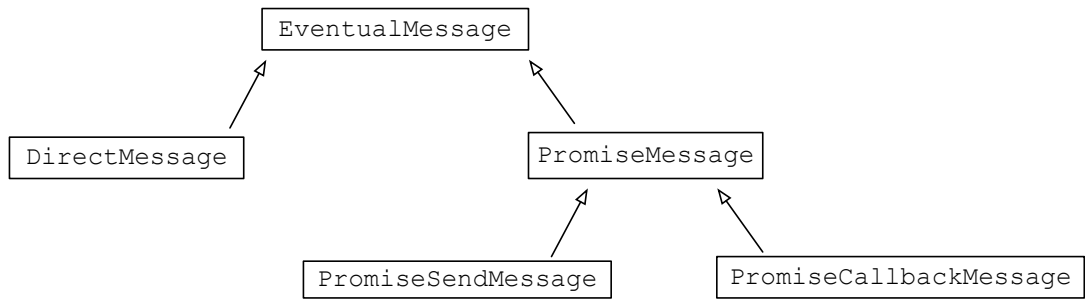 EventualMessage
DirectMessage
PromiseMessage
PromiseSendMessage
PromiseCallbackMessage